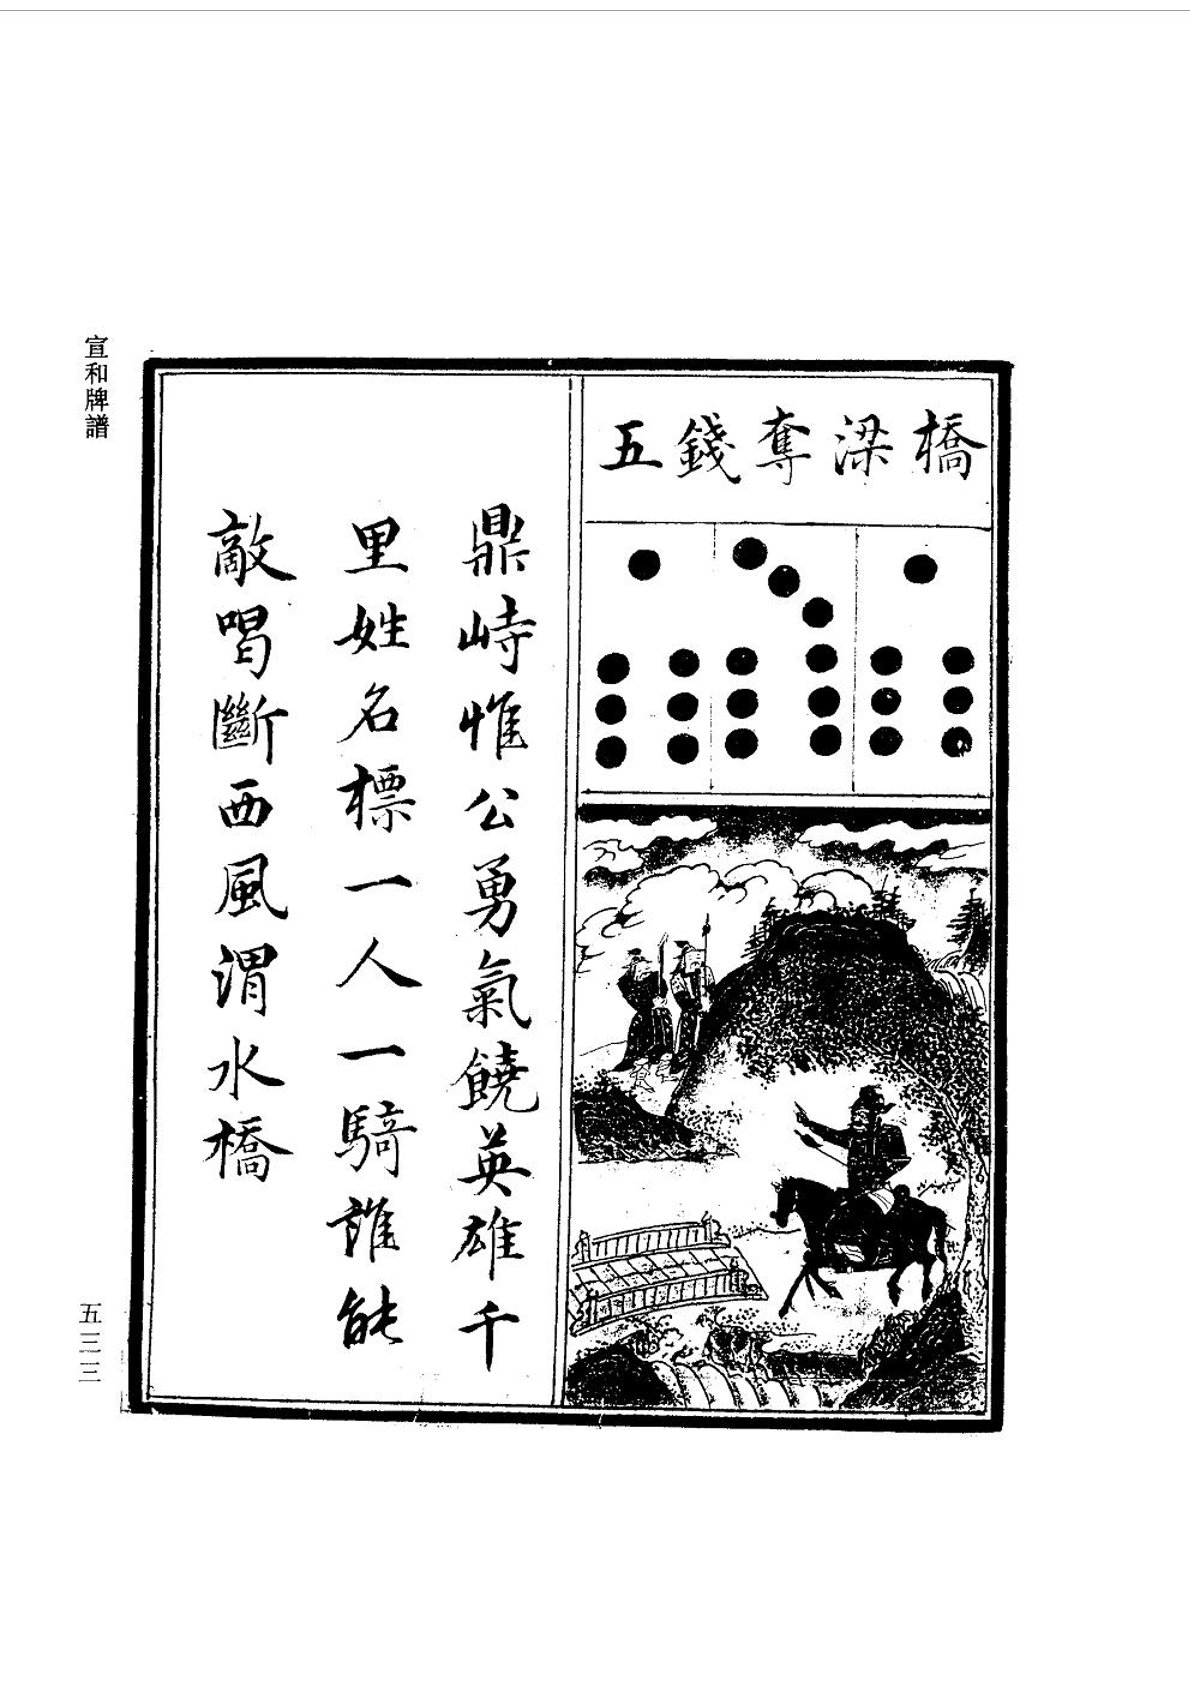 橋梁奪錢五
鼎峙惟公勇氣饒英雄千
里姓名標一人一騎誰能
敵喝斷西風渭水橋
宣和牌譜
五三三